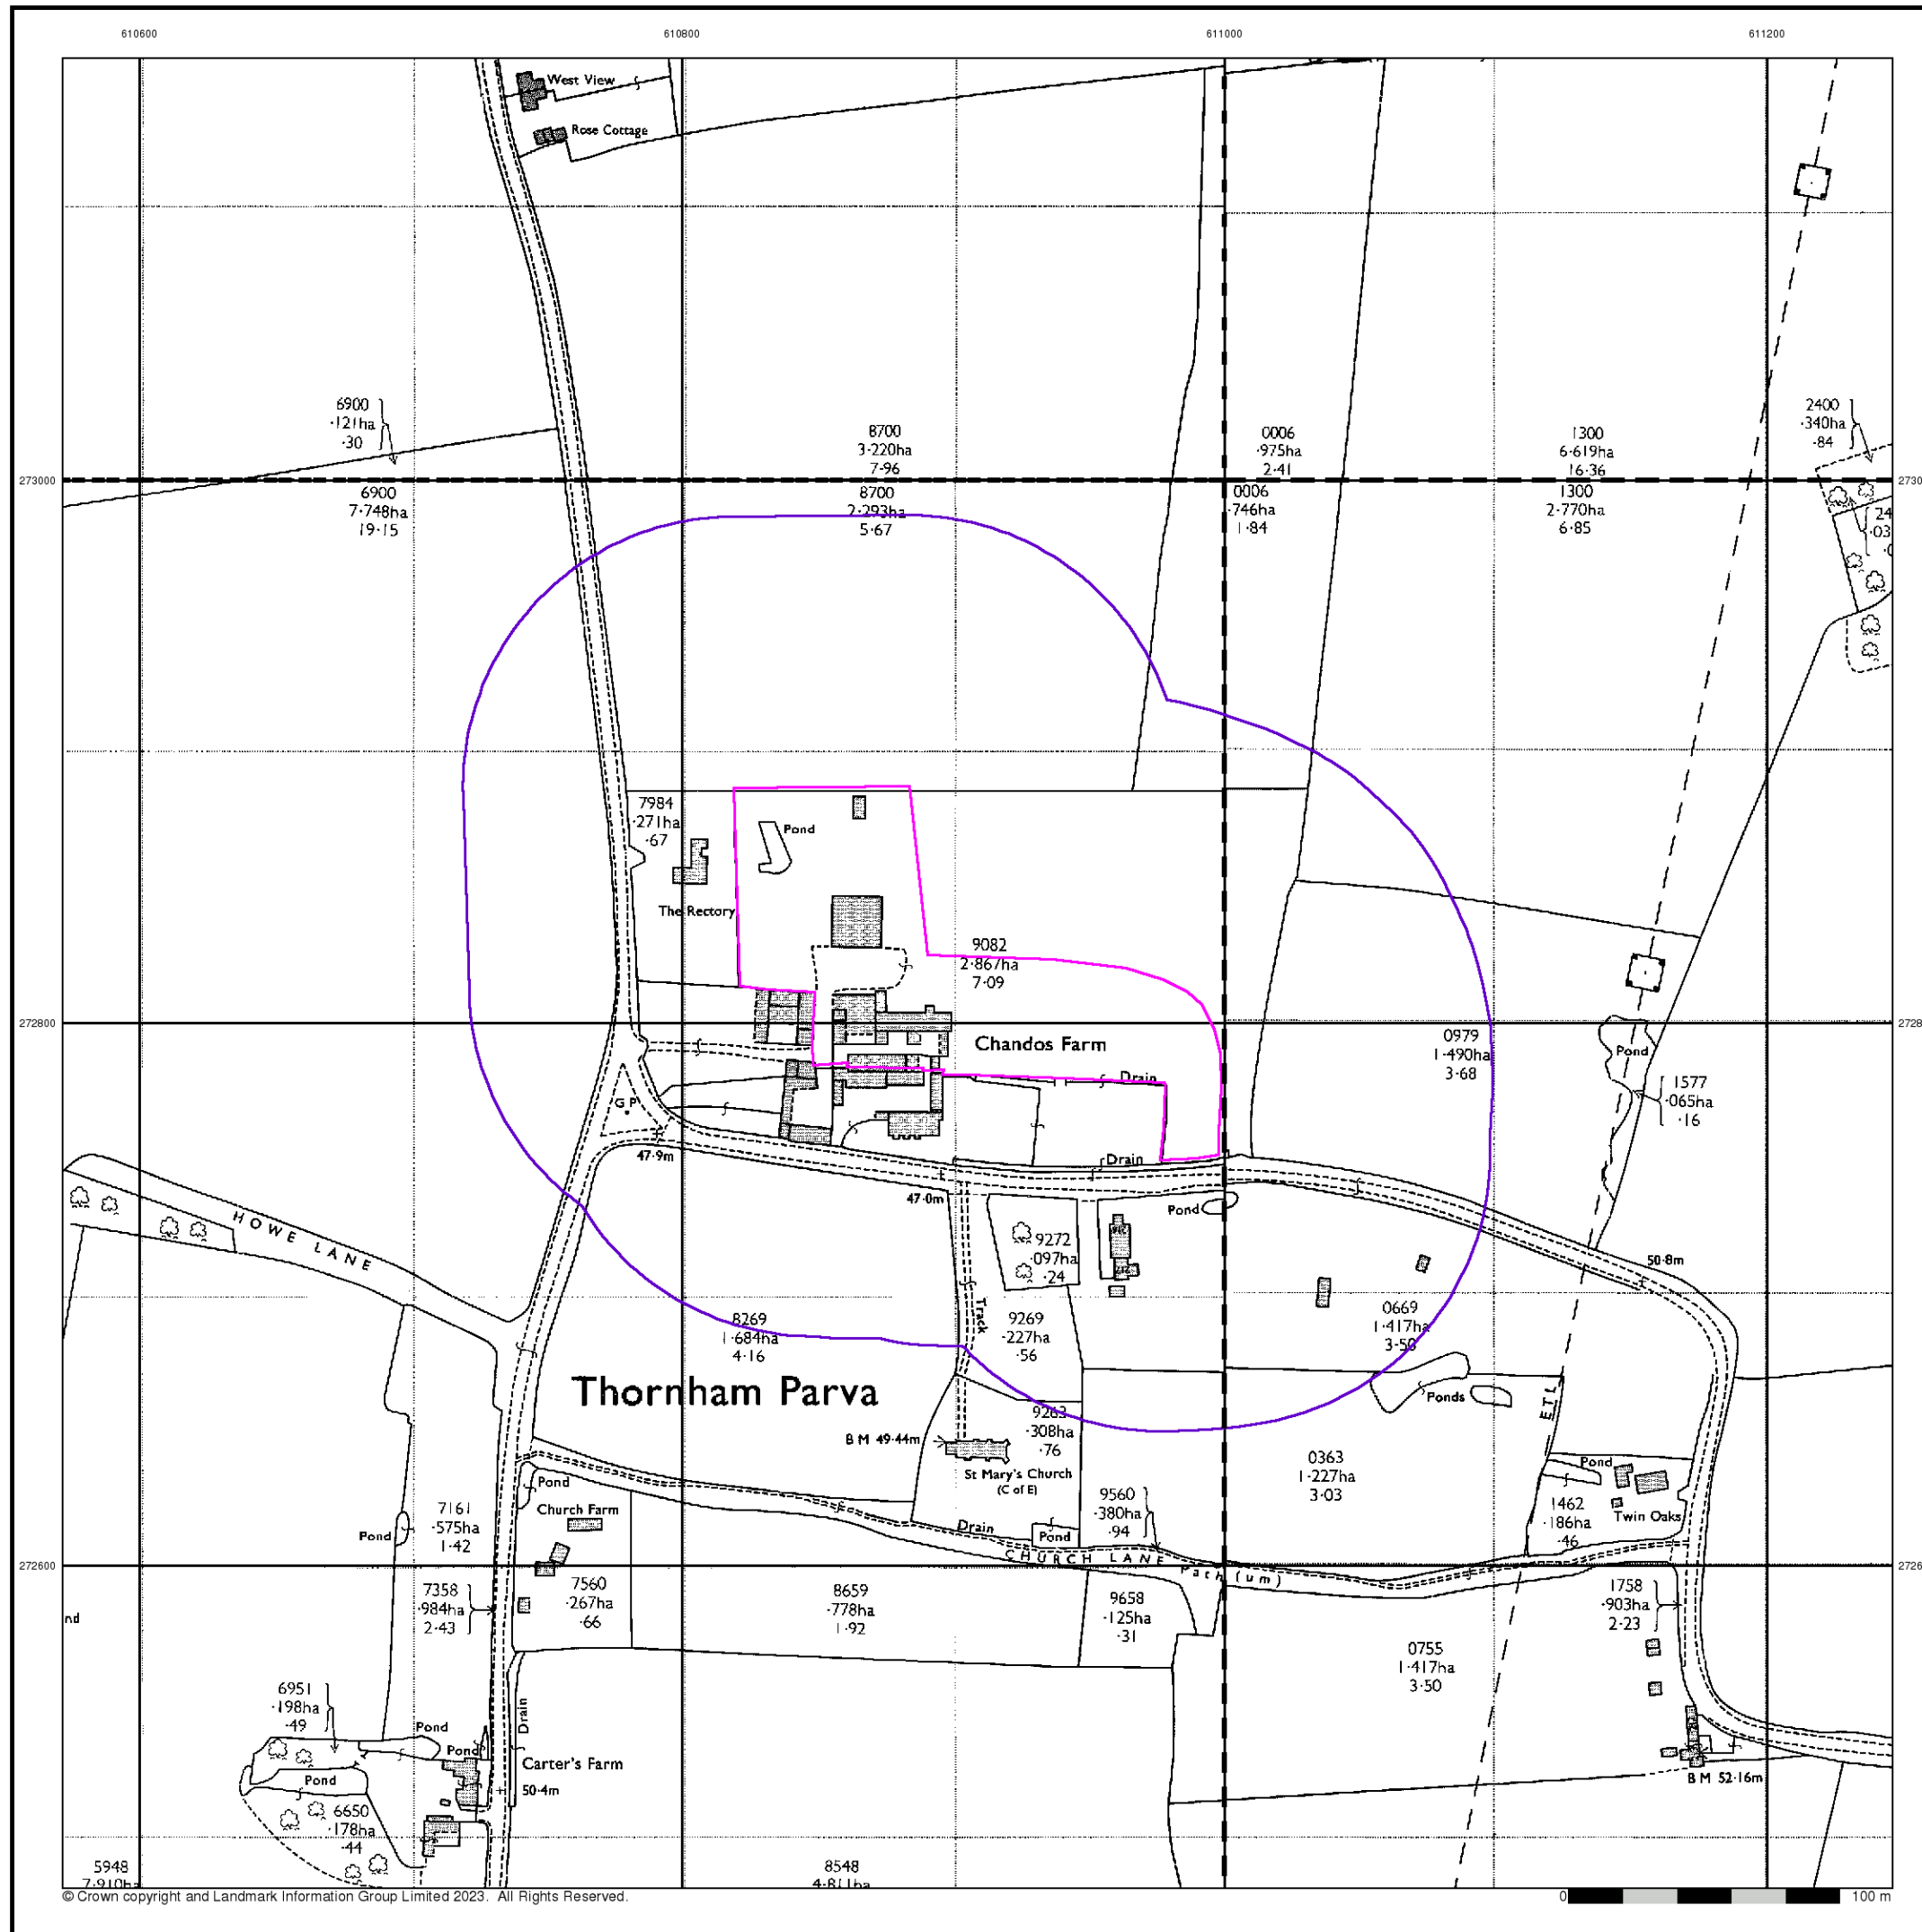 610600
610800
611000
611200
West View
Rose Cottage
6900
·121ha
·30
8700
3·220ha
7·96
0006
·975ha
2·41
1300
6·619ha
16·36
2400
·340ha
·84
273000
6900
7·748ha
19·15
8700
2·293ha
5·67
0006
·746ha
1·84
1300
2·770ha
6·85
7984
·271ha
·67
Pond
The Rectory
9082
2·867ha
7·09
272800
Chandos Farm
0979
1·490ha
3·68
Pond
Drain
1577
·065ha
·16
G P
47·9m
Drain
47·0m
Pond
HOWE LANE
9272
·097ha
·24
50·8m
Track
8269
1·684ha
4·16
9269
·227ha
·56
0669
1·417ha
3·50
Thornham Parva
Ponds
ETL
9263
·308ha
·76
B M 49·44m
St Mary's Church
(C of E)
0363
1·227ha
3·03
Pond
Pond
Church Farm
7161
·575ha
1·42
Pond
9560
·380ha
·94
1462
·186ha
·46
Twin Oaks
Drain
Pond
CHURCH LANE
Path (um)
272600
7358
·984ha
2·43
7560
·267ha
·66
8659
·778ha
1·92
9658
·125ha
·31
1758
·903ha
2·23
0755
1·417ha
3·50
6951
·198ha
·49
Pond
Pond
Drain
Carter's Farm
50·4m
Pond
6650
·178ha
·44
B M 52·16m
5948
7·910ha
8548
4·811ha
© Crown copyright and Landmark Information Group Limited 2023. All Rights Reserved.
0
100 m